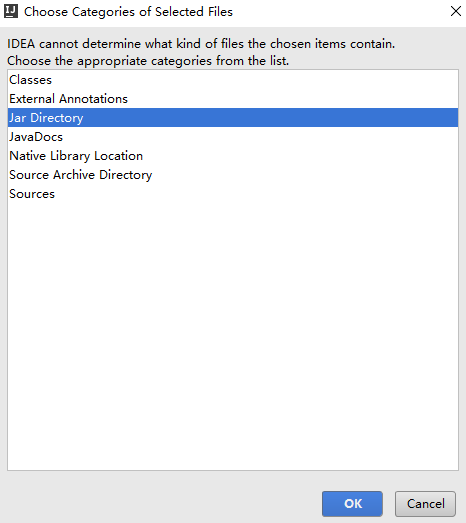 IJ
Choose Categories of Selected Files
IDEA cannot determine what kind of files the chosen items contain.
Choose the appropriate categories from the list.
Classes
External Annotations
Jar Directory
JavaDocs
Native Library Location
Source Archive Directory
Sources
OK
Cancel